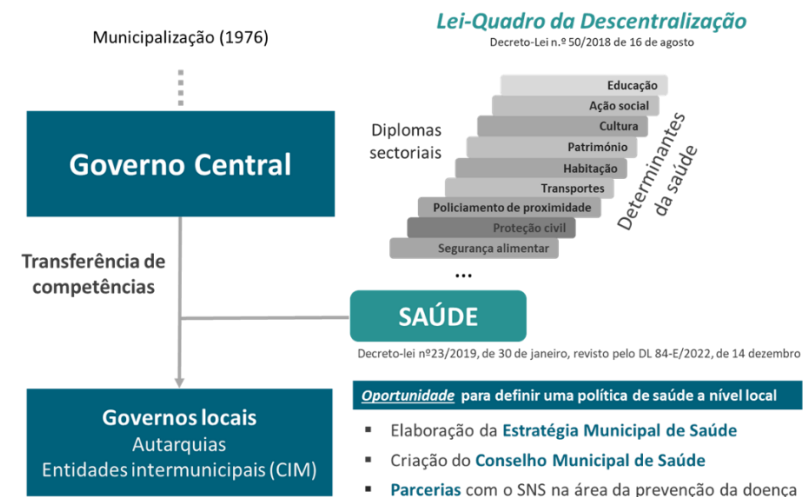 Municipalização (1976)
Lei-Quadro da Descentralização
Decreto-Lei n.º 50/2018 de 16 de agosto
Governo Central
Diplomas
sectoriais
Educação
Ação social
Cultura
Património
Habitação
Transportes
Policiamento de proximidade
Proteção civil
Segurança alimentar
...
Determinantes
da saúde
Transferência de
competências
SAÚDE
Decreto-lei nº23/2019, de 30 de janeiro, revisto pelo DL 84-E/2022, de 14 dezembro
Governos locais
Autarquias
Entidades intermunicipais (CIM)
Oportunidade para definir uma política de saúde a nível local
▪ Elaboração da Estratégia Municipal de Saúde
▪ Criação do Conselho Municipal de Saúde
▪ Parcerias com o SNS na área da prevenção da doença